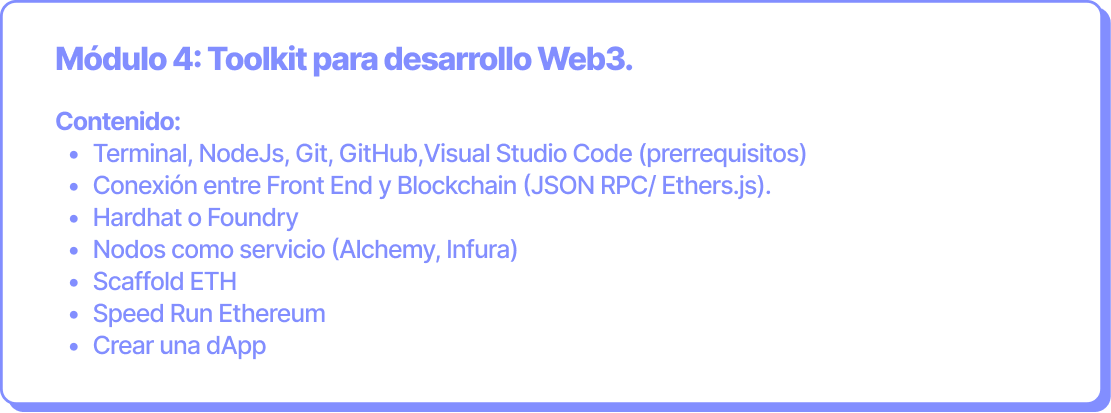 Módulo 4: Toolkit para desarrollo Web3.
Contenido:
• Terminal, NodeJs, Git, GitHub,Visual Studio Code (prerrequisitos)
• Conexión entre Front End y Blockchain (JSON RPC/ Ethers.js).
• Hardhat o Foundry
• Nodos como servicio (Alchemy, Infura)
• Scaffold ETH
• Speed Run Ethereum
• Crear una dApp